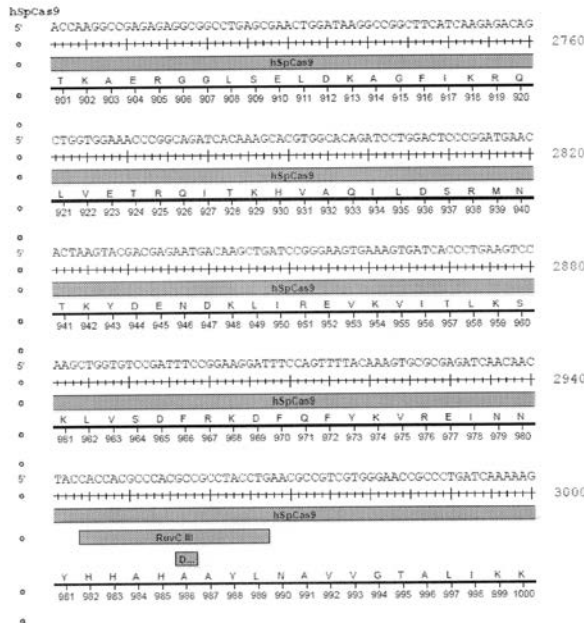 hSpCas9
5' ACCAAGGCCGAGAGAGGCGGCCTGAGCGAACTGGATAAGGCCGGCTTCATCAAGAGACAG 2760
hSpCas9
T K A E R G G L S E L D K A G F I K R Q
901 902 903 904 905 906 907 908 909 910 911 912 913 914 915 916 917 918 919 920
5' CTGGTGGAAACCCGGCAGATCACAAAGCACGTGGCACAGATCCTGGACTCCCGGATGAAC 2820
hSpCas9
L V E T R Q I T K H V A Q I L D S R M N
921 922 923 924 925 926 927 928 929 930 931 932 933 934 935 936 937 938 939 940
5' ACTAAGTACGACGAGAATGACAAGCTGATCCGGGAAGTGAAAGTGATCACCCTGAAGTCC 2880
hSpCas9
T K Y D E N D K L I R E V K V I T L K S
941 942 943 944 945 946 947 948 949 950 951 952 953 954 955 956 957 958 959 960
5' AAGCTGGTGTCCGATTTCCGGAAGGATTTCCAGTTTTACAAAGTGCGCGAGATCAACAAC 2940
hSpCas9
K L V S D F R K D F Q F Y K V R E I N N
961 962 963 964 965 966 967 968 969 970 971 972 973 974 975 976 977 978 979 980
5' TACCACCACGCCCACGCCGCCTACCTGAACGCCGTCGTGGGAACCGCCCTGATCAAAAAG 3000
hSpCas9
RuvC III
D...
Y H H A H A A Y L N A V V G T A L I K K
981 982 983 984 985 986 987 988 989 990 991 992 993 994 995 996 997 998 999 1000